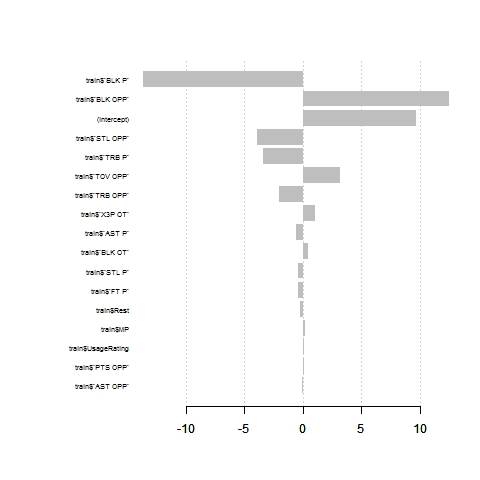 train$`BLK P`
train$`BLK OPP`
(Intercept)
train$`STL OPP`
train$`TRB P`
train$`TOV OPP`
train$`TRB OPP`
train$`X3P OT`
train$`AST P`
train$`BLK OT`
train$`STL P`
train$`FT P`
train$Rest
train$MP
train$UsageRating
train$`PTS OPP`
train$`AST OPP`
-10 -5 0 5 10